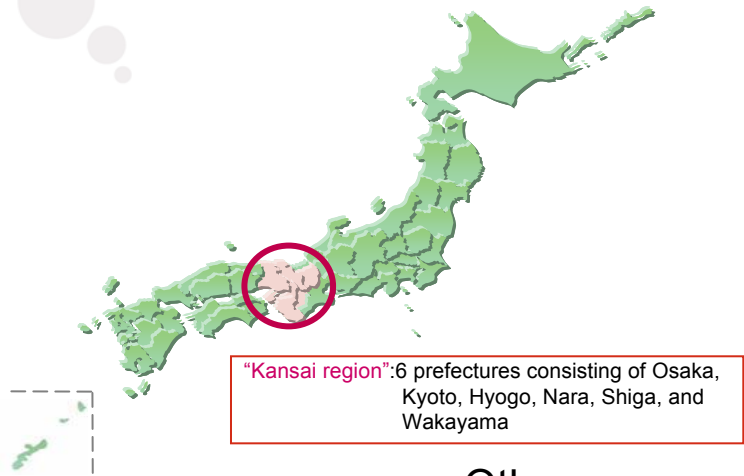 “Kansai region”:6 prefectures consisting of Osaka,
Kyoto, Hyogo, Nara, Shiga, and
Wakayama